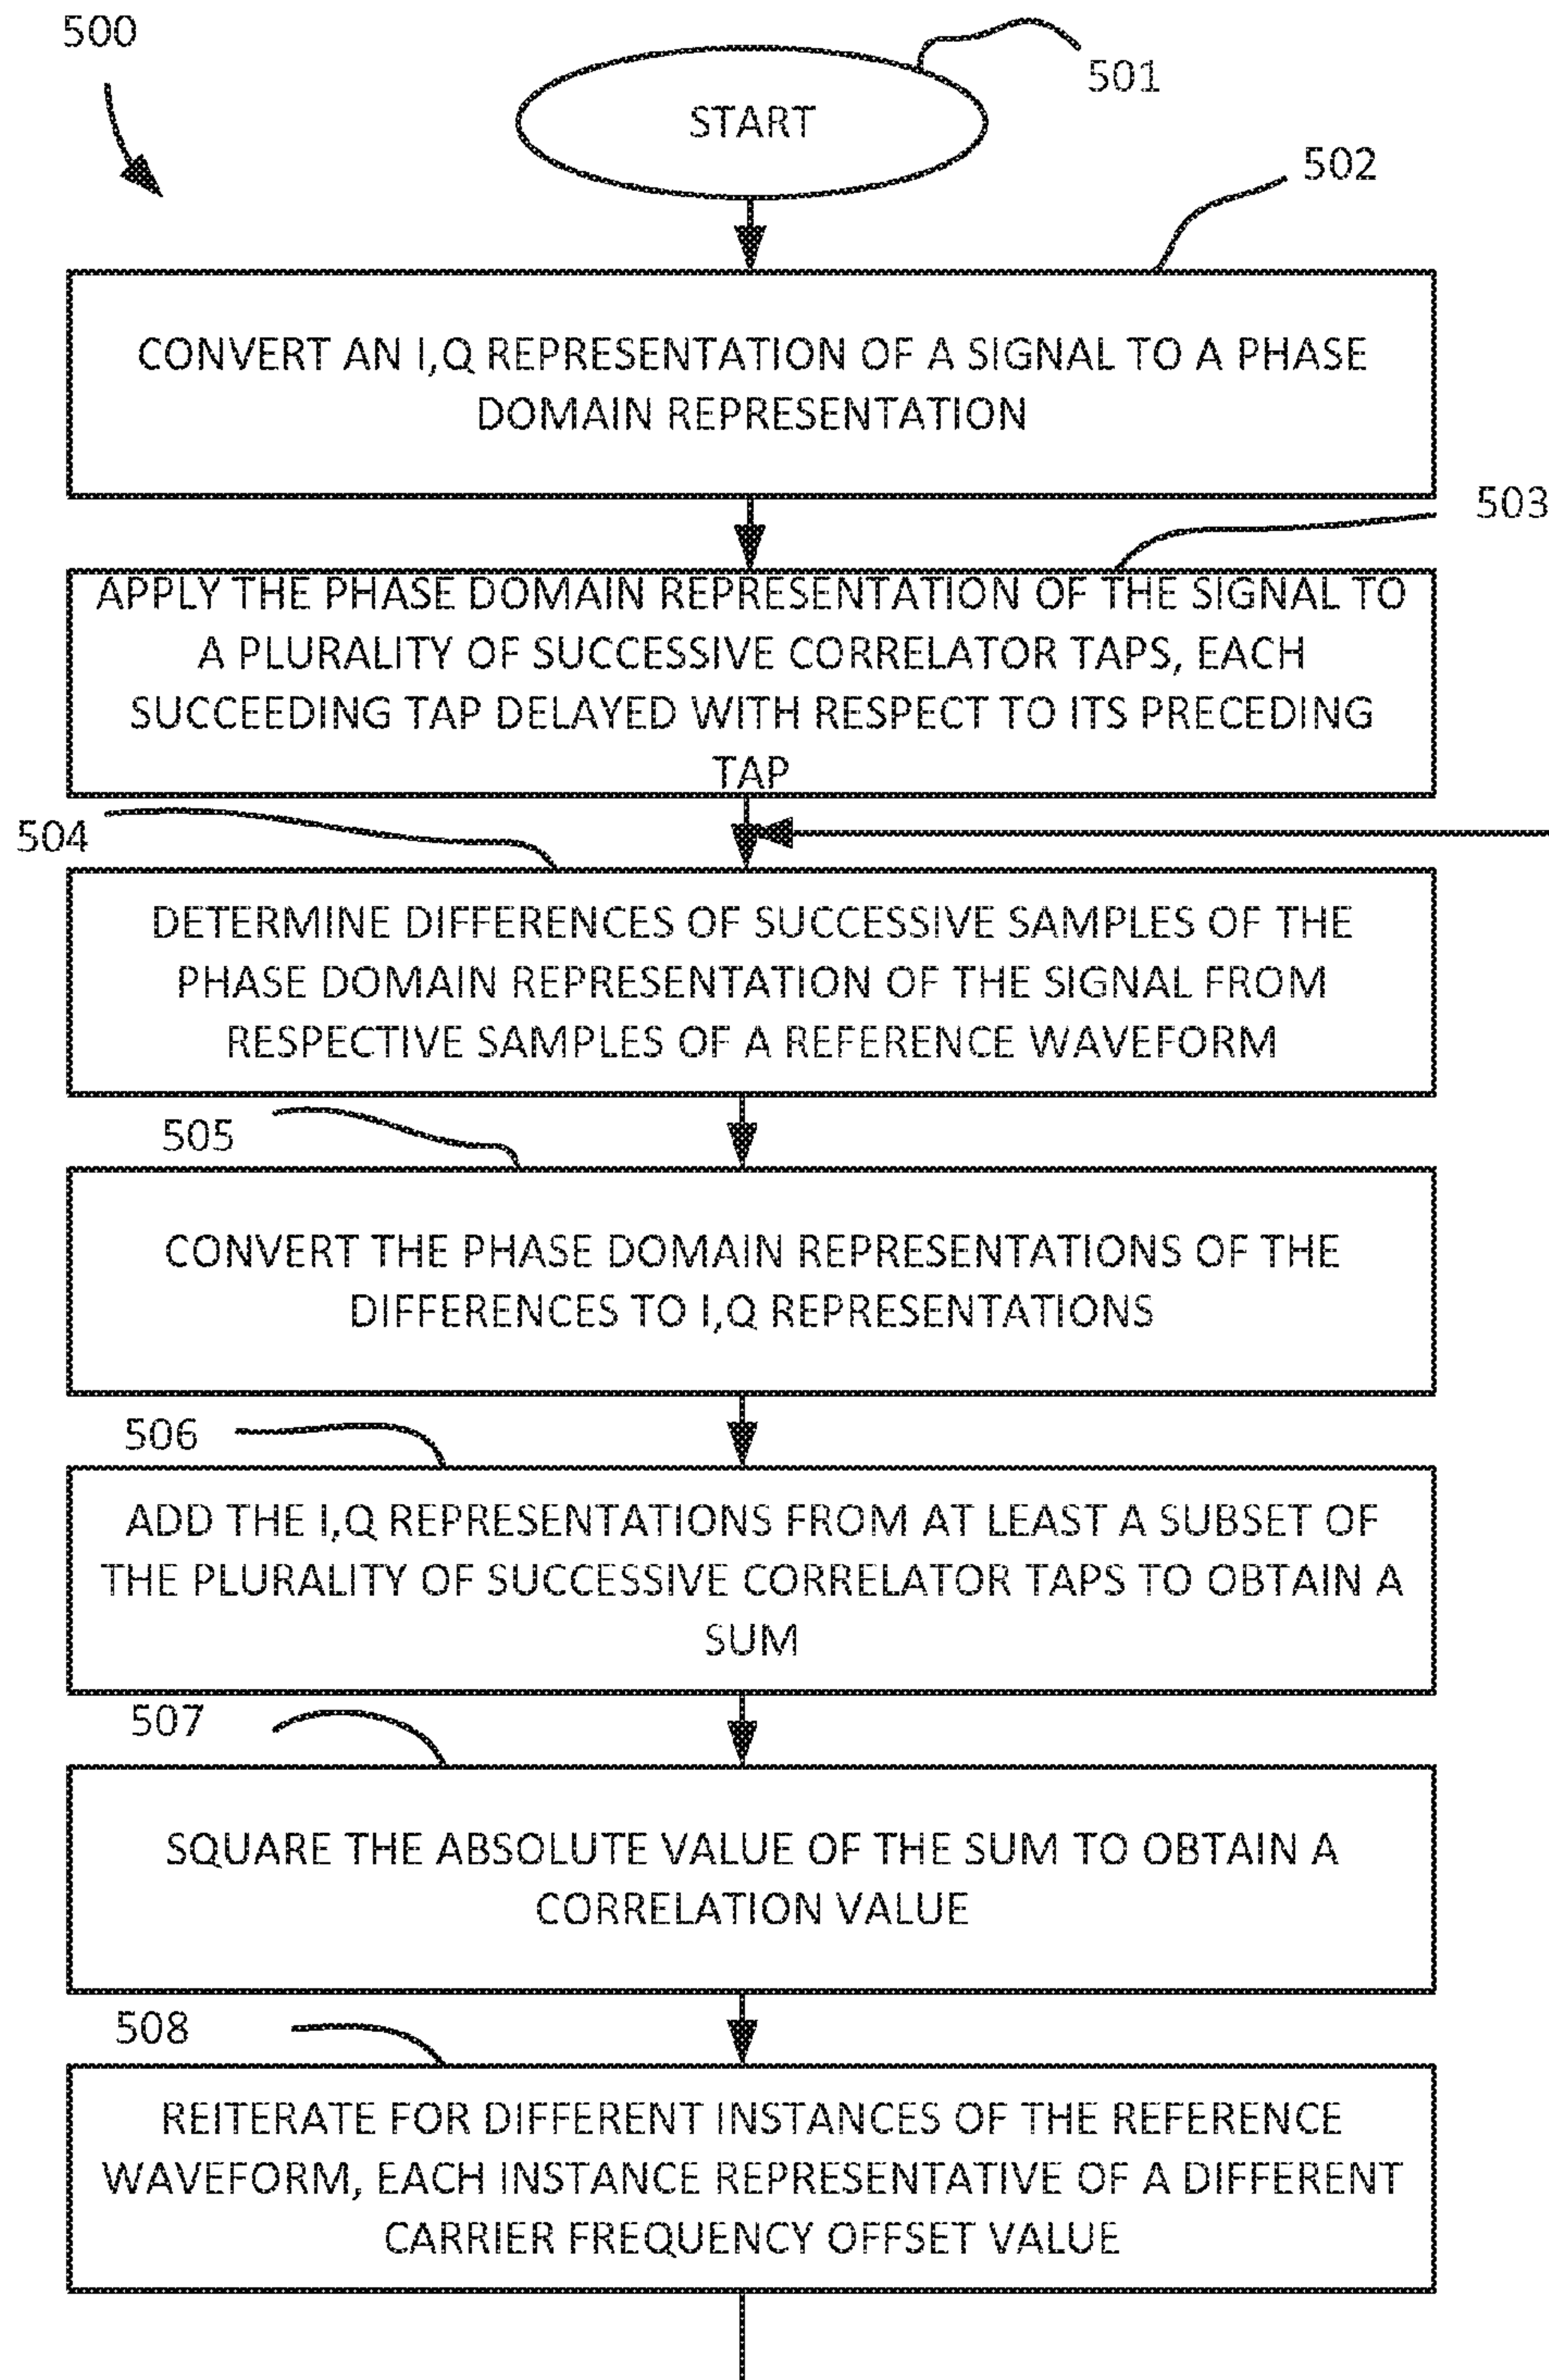 500
501
START
502
CONVERT AN I,Q REPRESENTATION OF A SIGNAL TO A PHASE
DOMAIN REPRESENTATION
503
APPLY THE PHASE DOMAIN REPRESENTATION OF THE SIGNAL TO
A PLURALITY OF SUCCESSIVE CORRELATOR TAPS, EACH
SUCCEEDING TAP DELAYED WITH RESPECT TO ITS PRECEDING
TAP
504
DETERMINE DIFFERENCES OF SUCCESSIVE SAMPLES OF THE
PHASE DOMAIN REPRESENTATION OF THE SIGNAL FROM
RESPECTIVE SAMPLES OF A REFERENCE WAVEFORM
505
CONVERT THE PHASE DOMAIN REPRESENTATIONS OF THE
DIFFERENCES TO I,Q REPRESENTATIONS
506
ADD THE I,Q REPRESENTATIONS FROM AT LEAST A SUBSET OF
THE PLURALITY OF SUCCESSIVE CORRELATOR TAPS TO OBTAIN A
SUM
507
SQUARE THE ABSOLUTE VALUE OF THE SUM TO OBTAIN A
CORRELATION VALUE
508
REITERATE FOR DIFFERENT INSTANCES OF THE REFERENCE
WAVEFORM, EACH INSTANCE REPRESENTATIVE OF A DIFFERENT
CARRIER FREQUENCY OFFSET VALUE